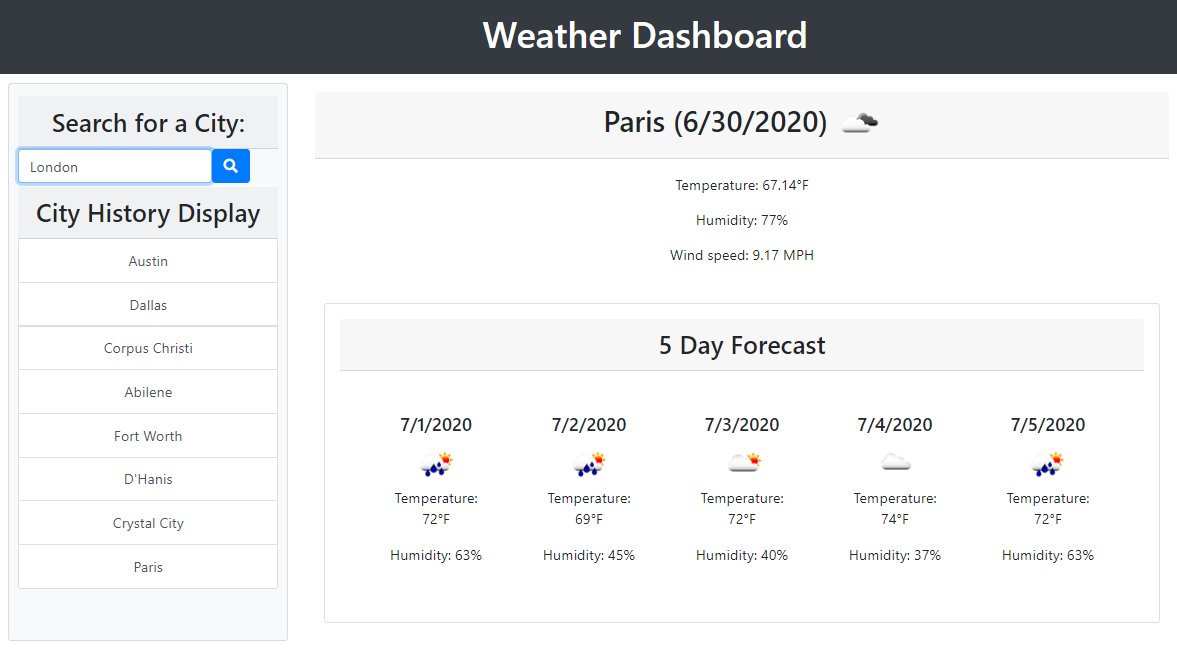 Weather Dashboard
Search for a City:
London
City History Display
Austin
Dallas
Corpus Christi
Abilene
Fort Worth
D'Hanis
Crystal City
Paris
Paris (6/30/2020)
Temperature: 67.14°F
Humidity: 77%
Wind speed: 9.17 MPH
5 Day Forecast
7/1/2020
Temperature:
72°F
Humidity: 63%
7/2/2020
Temperature:
69°F
Humidity: 45%
7/3/2020
Temperature:
72°F
Humidity: 40%
7/4/2020
Temperature:
74°F
Humidity: 37%
7/5/2020
Temperature:
72°F
Humidity: 63%